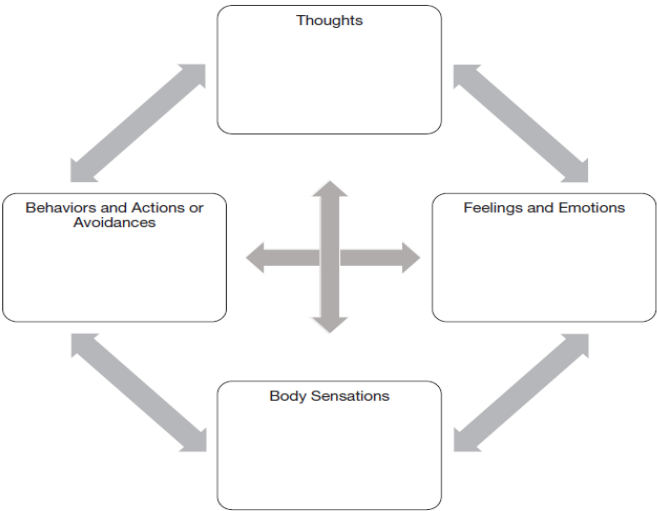 Thoughts
Behaviors and Actions or
Avoidances
Feelings and Emotions
Body Sensations